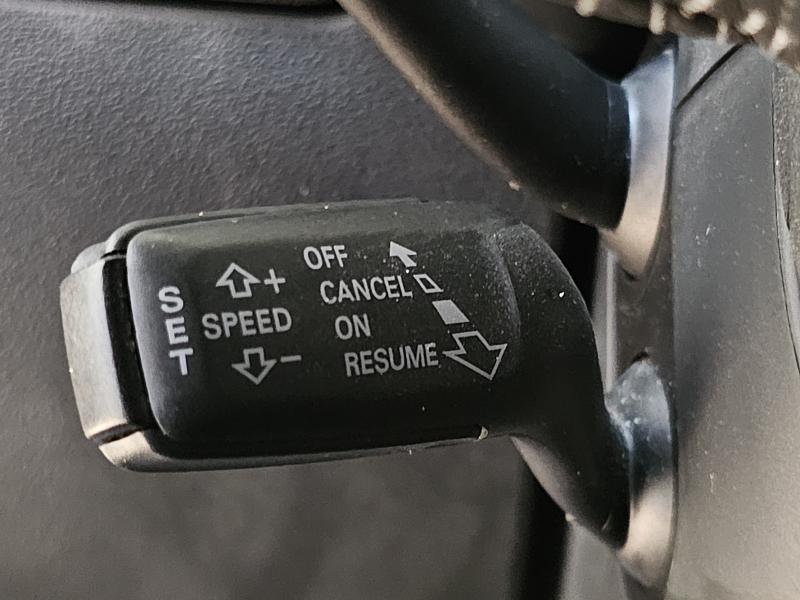 SET
SPEED
+
−
OFF
CANCEL
ON
RESUME